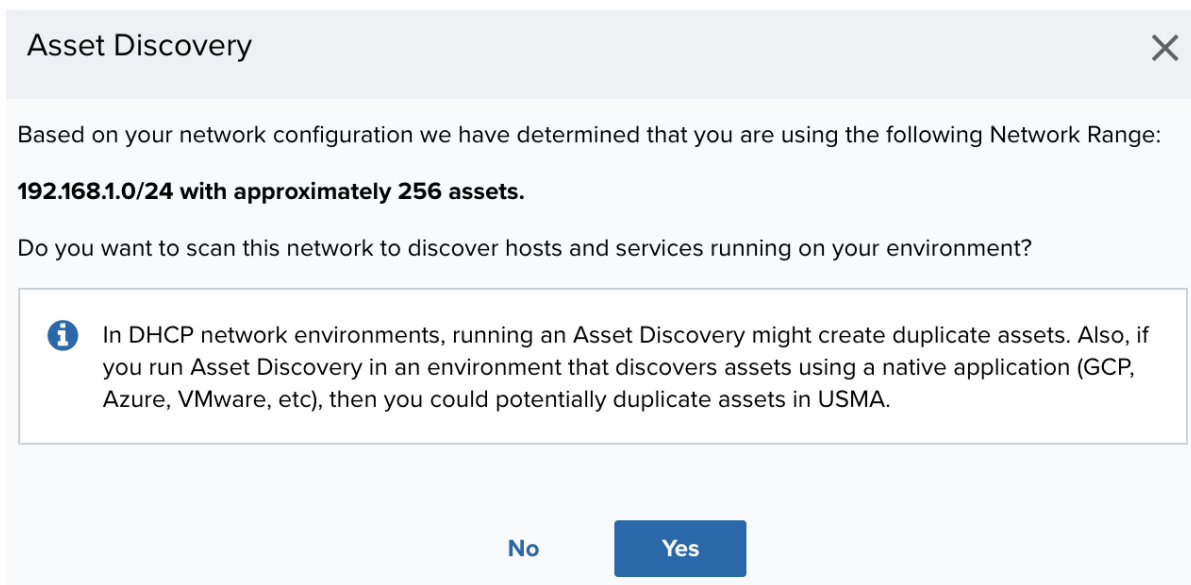 Asset Discovery
Based on your network configuration we have determined that you are using the following Network Range:
192.168.1.0/24 with approximately 256 assets.
Do you want to scan this network to discover hosts and services running on your environment?
In DHCP network environments, running an Asset Discovery might create duplicate assets. Also, if
you run Asset Discovery in an environment that discovers assets using a native application (GCP,
Azure, VMware, etc), then you could potentially duplicate assets in USMA.
No
Yes